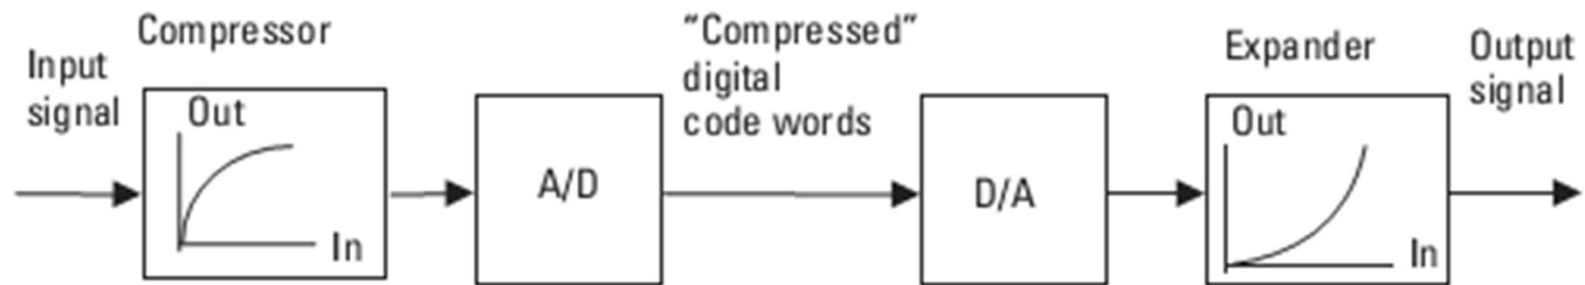 Input
signal
Compressor
Out
In
A/D
“Compressed”
digital
code words
D/A
Expander
Out
In
Output
signal